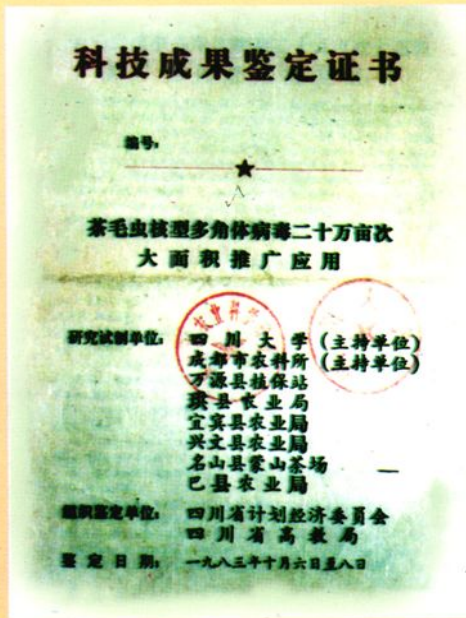 科技成果鉴定证书
编号：
茶毛虫核型多角体病毒二十万亩次
大面积推广应用
研究试制单位：四川大学（主持单位）
成都市农科所（主持单位）
万源县植保站
珙县农业局
宜宾县农业局
兴文县农业局
名山县蒙山茶场
巴县农业局
组织鉴定单位：四川省计划经济委员会
四川省高教局
鉴定日期：一九八三年十月六日至八日